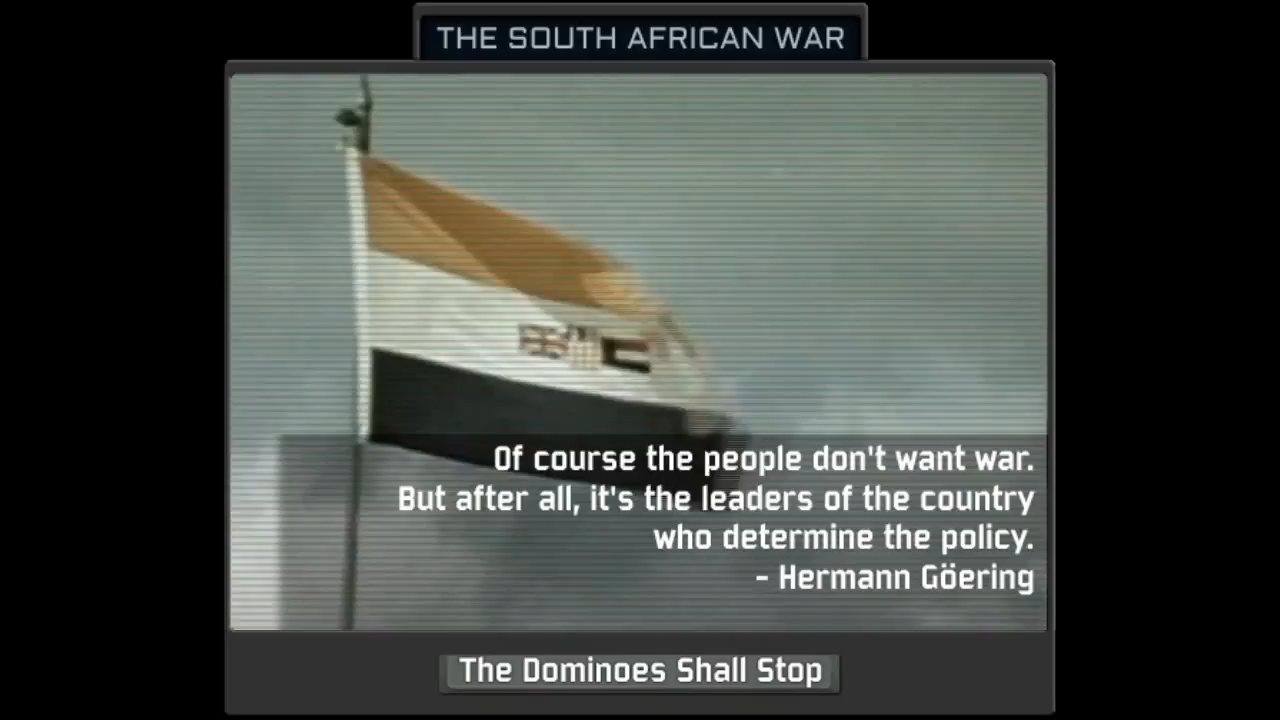 THE SOUTH AFRICAN WAR
Of course the people don't want war.
But after all, it's the leaders of the country
who determine the policy.
- Hermann Göering
The Dominoes Shall Stop